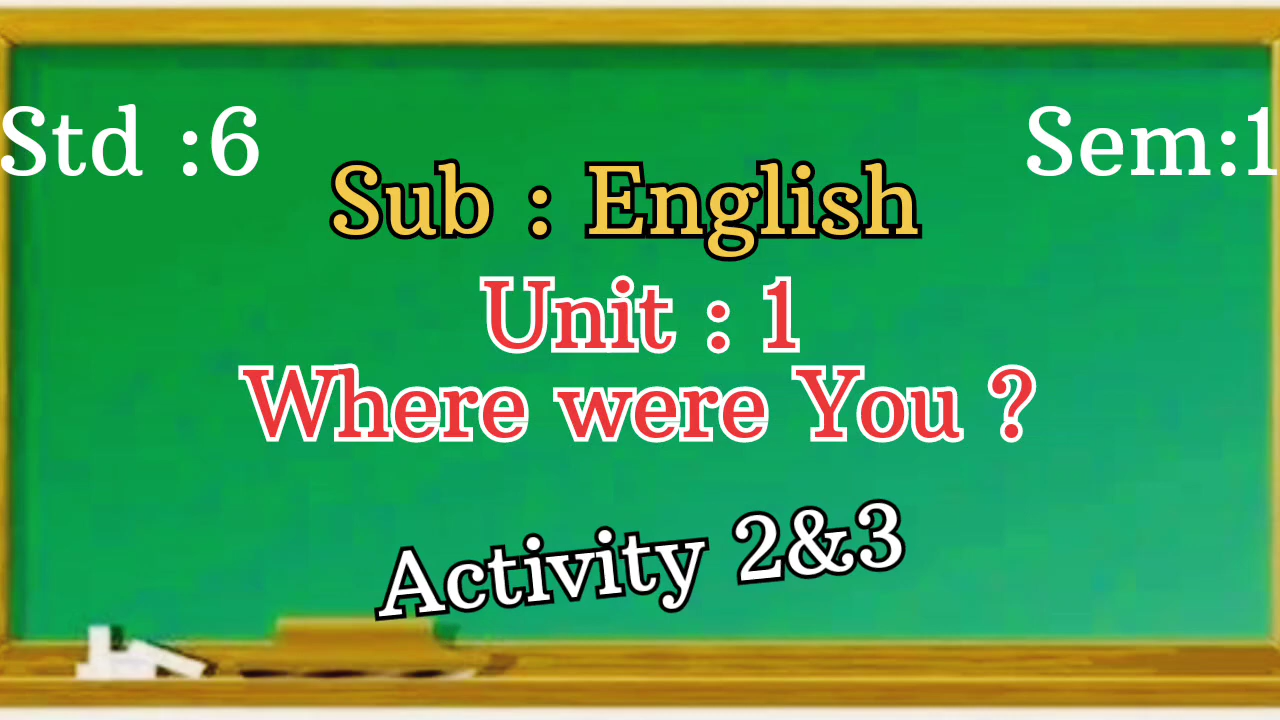 Std :6
Sem:1
Sub : English
Unit : 1
Where were You ?
Activity 2&3